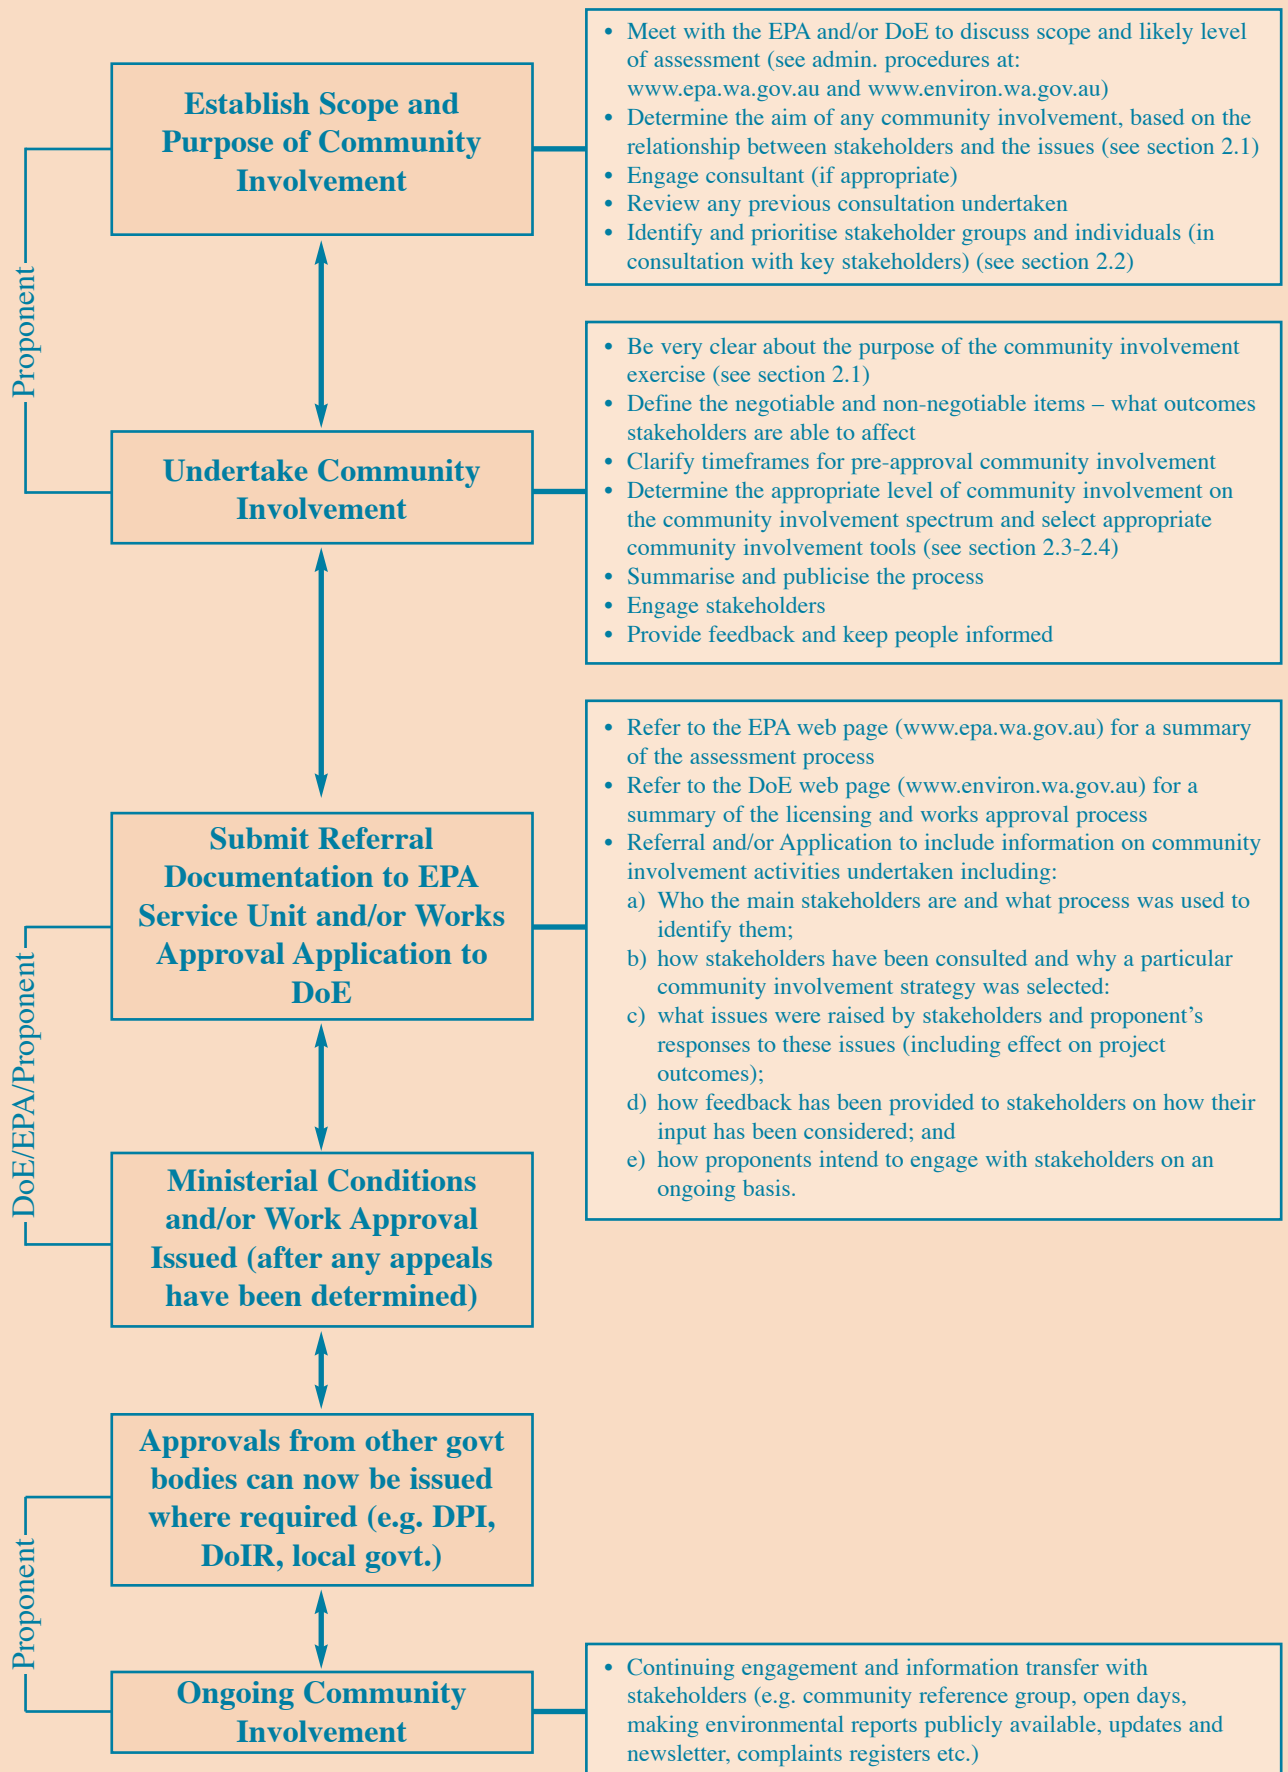 Proponent
Establish Scope and
Purpose of Community
Involvement
• Meet with the EPA and/or DoE to discuss scope and likely level
of assessment (see admin. procedures at:
www.epa.wa.gov.au and www.environ.wa.gov.au)
• Determine the aim of any community involvement, based on the
relationship between stakeholders and the issues (see section 2.1)
• Engage consultant (if appropriate)
• Review any previous consultation undertaken
• Identify and prioritise stakeholder groups and individuals (in
consultation with key stakeholders) (see section 2.2)
Undertake Community
Involvement
• Be very clear about the purpose of the community involvement
exercise (see section 2.1)
• Define the negotiable and non-negotiable items – what outcomes
stakeholders are able to affect
• Clarify timeframes for pre-approval community involvement
• Determine the appropriate level of community involvement on
the community involvement spectrum and select appropriate
community involvement tools (see section 2.3-2.4)
• Summarise and publicise the process
• Engage stakeholders
• Provide feedback and keep people informed
DoE/EPA/Proponent
Submit Referral
Documentation to EPA
Service Unit and/or Works
Approval Application to
DoE
• Refer to the EPA web page (www.epa.wa.gov.au) for a summary
of the assessment process
• Refer to the DoE web page (www.environ.wa.gov.au) for a
summary of the licensing and works approval process
• Referral and/or Application to include information on community
involvement activities undertaken including:
a) Who the main stakeholders are and what process was used to
identify them;
b) how stakeholders have been consulted and why a particular
community involvement strategy was selected:
c) what issues were raised by stakeholders and proponent's
responses to these issues (including effect on project
outcomes);
d) how feedback has been provided to stakeholders on how their
input has been considered; and
e) how proponents intend to engage with stakeholders on an
ongoing basis.
Ministerial Conditions
and/or Work Approval
Issued (after any appeals
have been determined)
Proponent
Approvals from other govt
bodies can now be issued
where required (e.g. DPI,
DoIR, local govt.)
Ongoing Community
Involvement
• Continuing engagement and information transfer with
stakeholders (e.g. community reference group, open days,
making environmental reports publicly available, updates and
newsletter, complaints registers etc.)